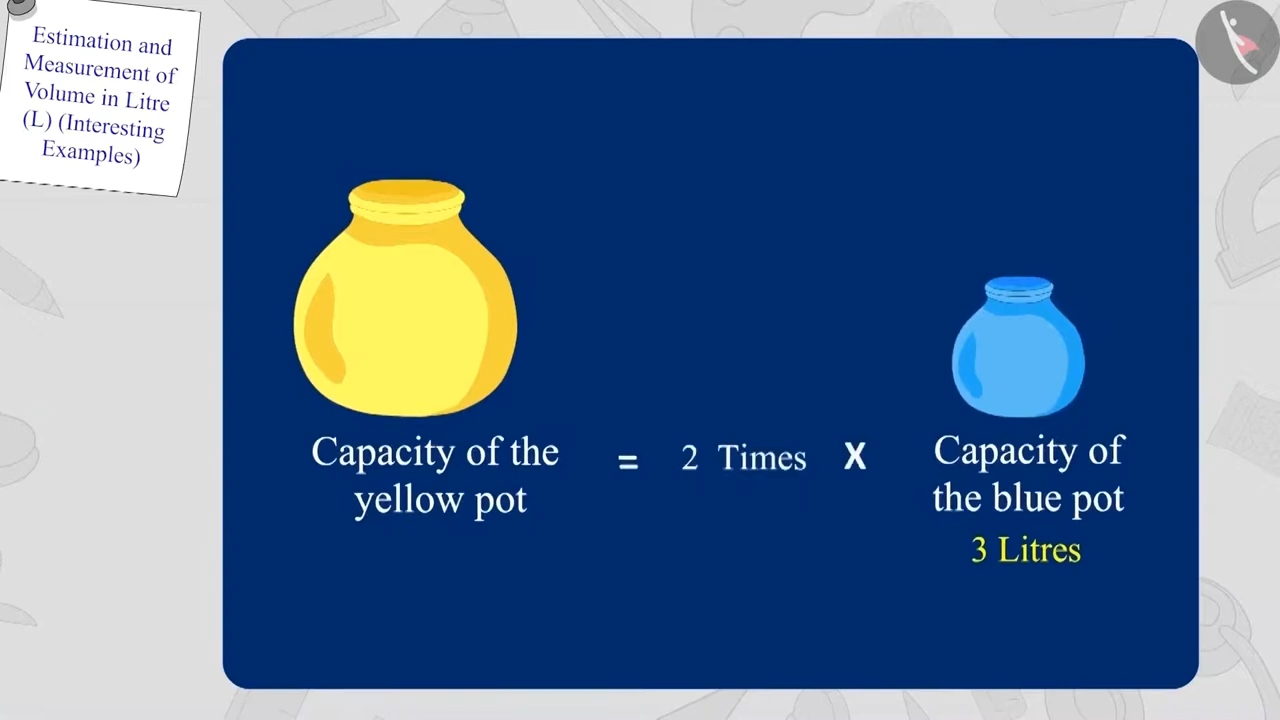 Estimation and
Measurement of
Volume in Litre
(L) (Interesting
Examples)
Capacity of the
yellow pot
= 2 Times X
Capacity of
the blue pot
3 Litres